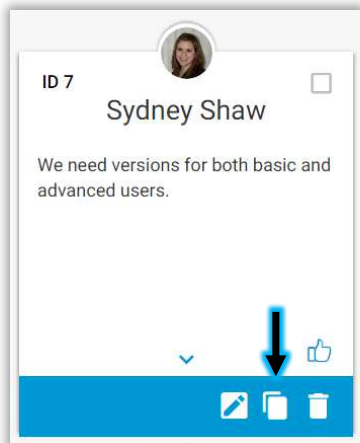 ID 7
Sydney Shaw
We need versions for both basic and
advanced users.